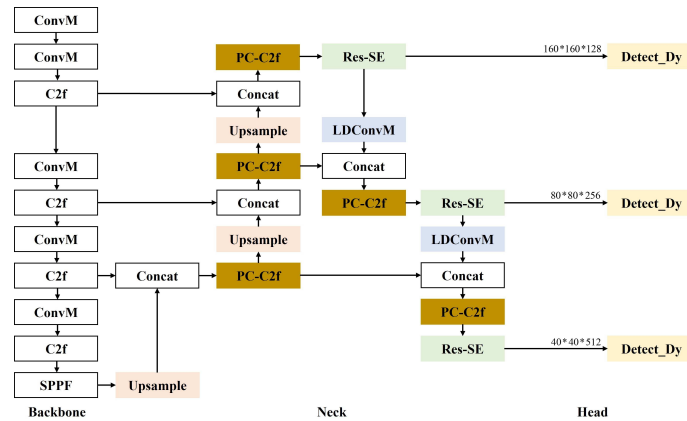 ConvM
ConvM
C2f
ConvM
C2f
ConvM
C2f
ConvM
C2f
SPPF
Upsample
Concat
PC-C2f
Concat
Upsample
PC-C2f
Concat
Upsample
PC-C2f
Res-SE
LDConvM
Concat
PC-C2f
Res-SE
LDConvM
Concat
PC-C2f
Res-SE
160*160*128
Detect_Dy
80*80*256
Detect_Dy
40*40*512
Detect_Dy
Backbone
Neck
Head